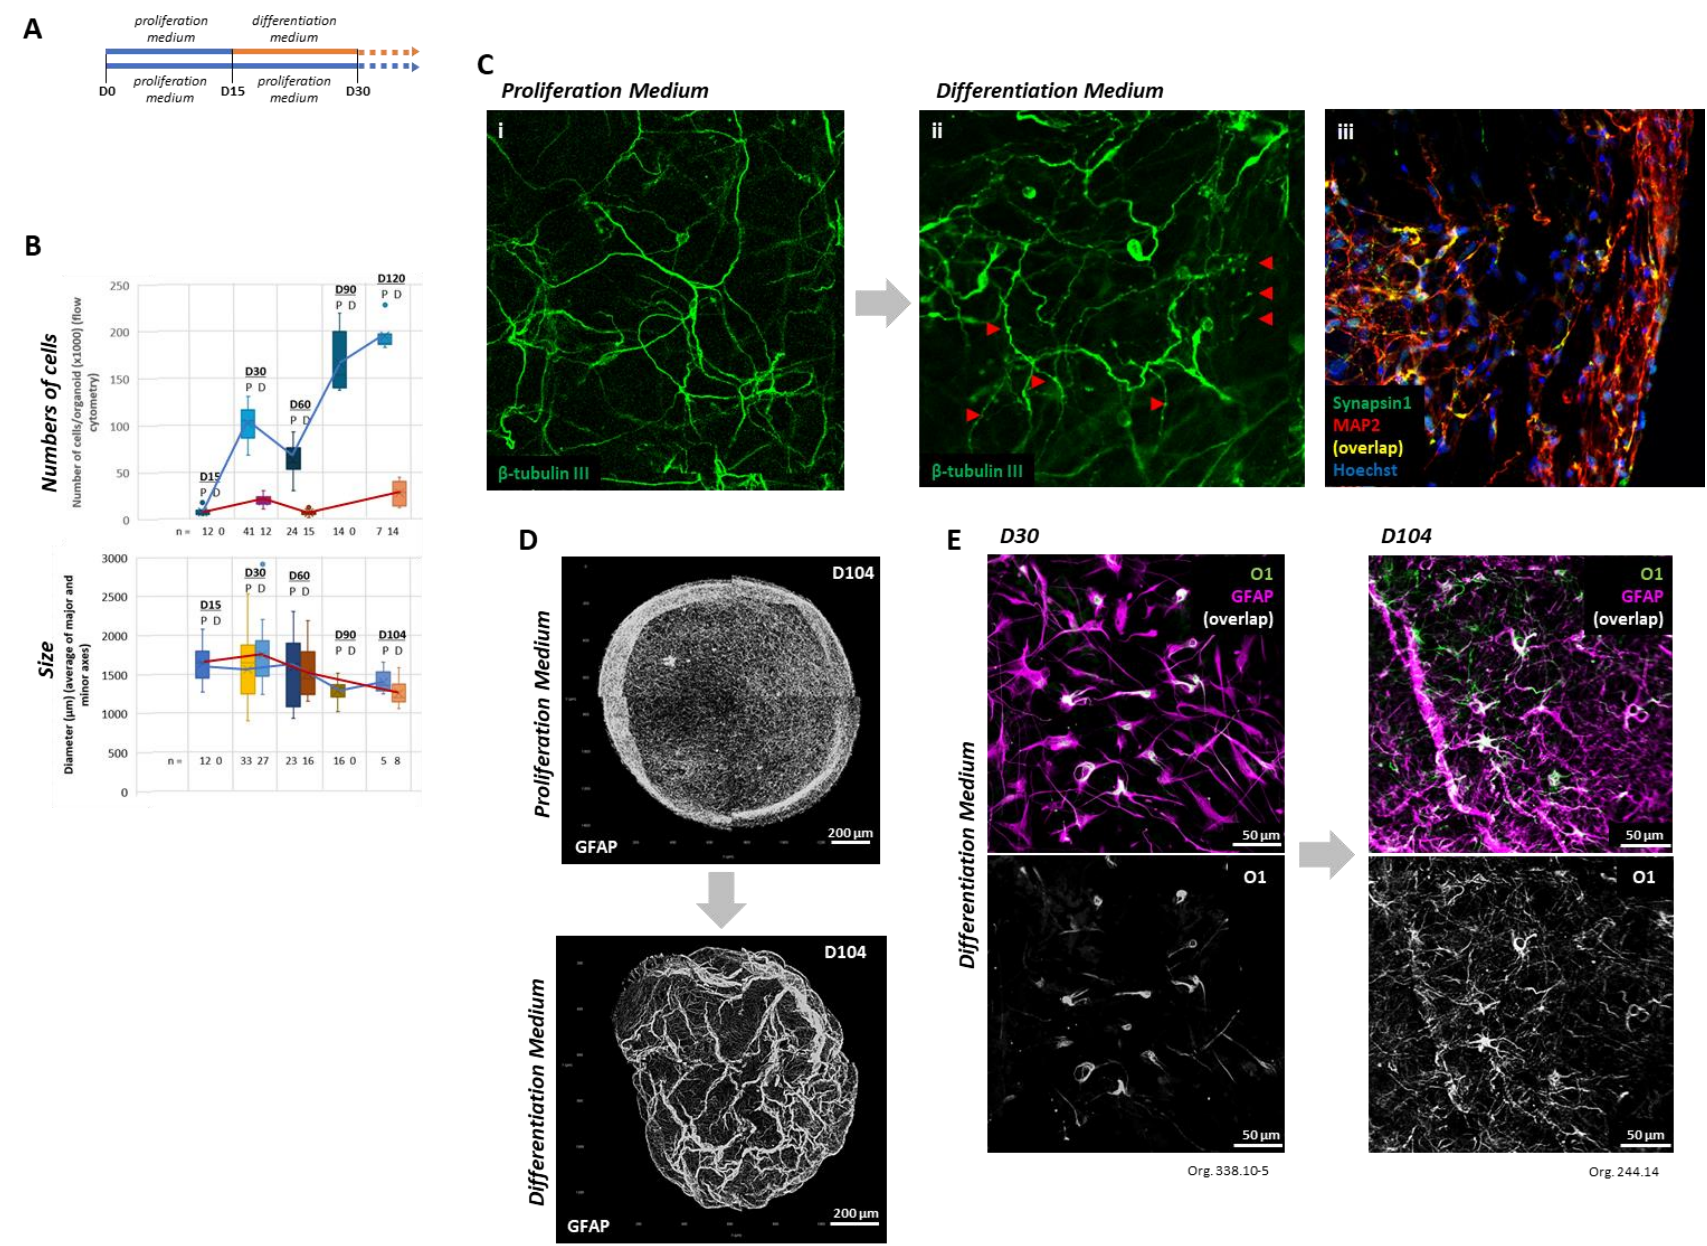 A
proliferation
medium
differentiation
medium
proliferation
medium
proliferation
medium
D0
D15
D30
B
Numbers of cells
Number of cells/organoid (x1000) (flow
cytometry)
250
200
150
100
50
0
D15
P D
D30
P D
D60
P D
D90
P D
D120
P D
n = 12 0 41 12 24 15 14 0 7 14
Size
Diameter (µm) (average of major and
minor axes)
3000
2500
2000
1500
1000
500
0
D15
P D
D30
P D
D60
P D
D90
P D
D104
P D
n = 12 0 33 27 23 16 16 0 5 8
C
Proliferation Medium
Differentiation Medium
i
β-tubulin III
ii
β-tubulin III
iii
Synapsin1
MAP2
(overlap)
Hoechst
D
Proliferation Medium
D104
GFAP
200 µm
Differentiation Medium
D104
GFAP
200 µm
E
D30
D104
Differentiation Medium
O1
GFAP
(overlap)
50 µm
O1
GFAP
(overlap)
50 µm
O1
50 µm
O1
50 µm
Org. 338.10-5
Org. 244.14